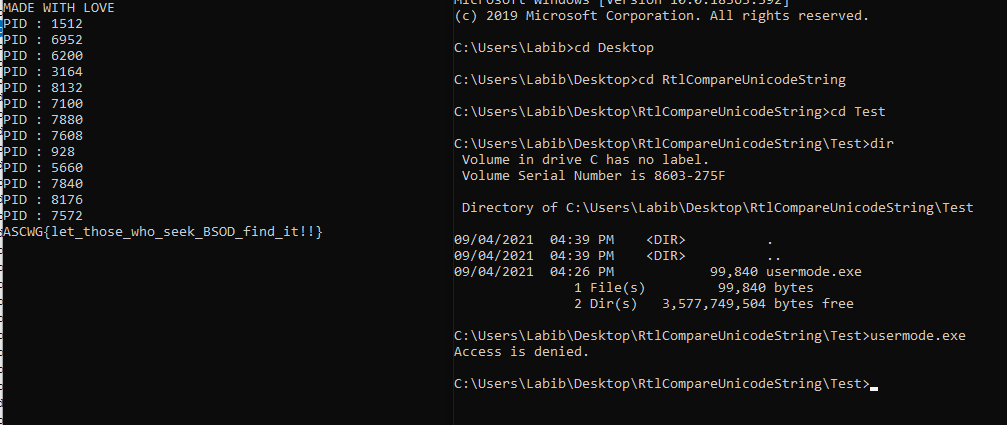 MADE WITH LOVE
PID : 1512
PID : 6952
PID : 6200
PID : 3164
PID : 8132
PID : 7100
PID : 7880
PID : 7608
PID : 928
PID : 5660
PID : 7840
PID : 8176
PID : 7572
ASCWG{let_those_who_seek_BSOD_find_it!!}
Microsoft Windows [Version 10.0.18363.592]
(c) 2019 Microsoft Corporation. All rights reserved.
C:\Users\Labib>cd Desktop
C:\Users\Labib\Desktop>cd RtlCompareUnicodeString
C:\Users\Labib\Desktop\RtlCompareUnicodeString>cd Test
C:\Users\Labib\Desktop\RtlCompareUnicodeString\Test>dir
Volume in drive C has no label.
Volume Serial Number is 8603-275F
Directory of C:\Users\Labib\Desktop\RtlCompareUnicodeString\Test
09/04/2021  04:39 PM    <DIR>          .
09/04/2021  04:39 PM    <DIR>          ..
09/04/2021  04:26 PM            99,840 usermode.exe
1 File(s)         99,840 bytes
2 Dir(s)   3,577,749,504 bytes free
C:\Users\Labib\Desktop\RtlCompareUnicodeString\Test>usermode.exe
Access is denied.
C:\Users\Labib\Desktop\RtlCompareUnicodeString\Test>